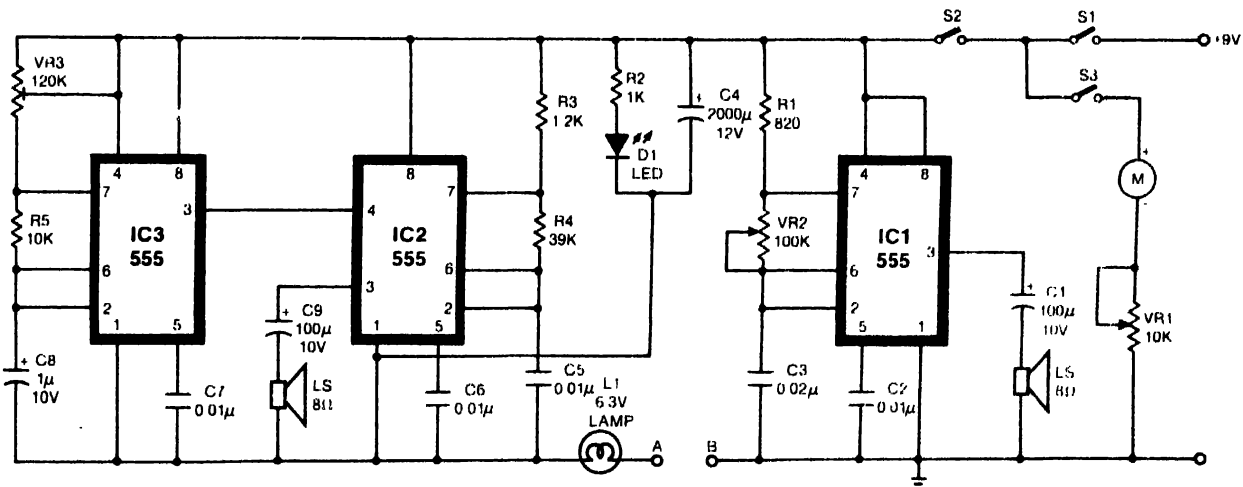 S2
S1
+9V
S3
VR3
120K
R2
1K
C4
2000µ
12V
R3
1.2K
R1
820
D1
LED
+
M
4
8
7
3
6
2
1
5
IC3
555
R5
10K
8
4
7
3
6
2
1
5
IC2
555
R4
39K
VR2
100K
4
8
7
3
6
2
5
1
IC1
555
+
C1
100µ
10V
VR1
10K
+
C9
100µ
10V
+
C8
1µ
10V
C7
0.01µ
LS
8Ω
C6
0.01µ
C5
0.01µ
L1
6.3V
LAMP
A
B
C3
0.02µ
C2
0.01µ
LS
8Ω